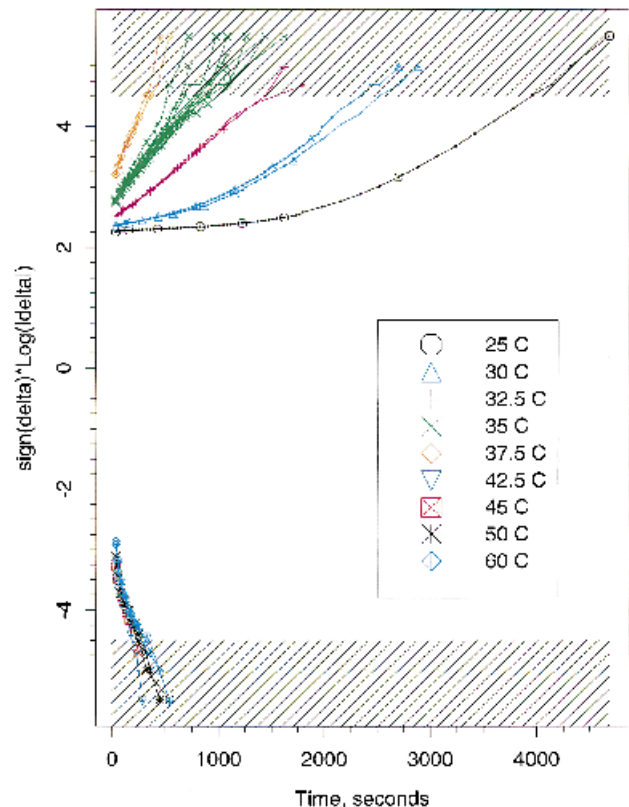 4
2
0
-2
-4
sign(delta)*Log(Idelta)
25 C
30 C
32.5 C
35 C
37.5 C
42.5 C
45 C
50 C
60 C
0 1000 2000 3000 4000
Time, seconds